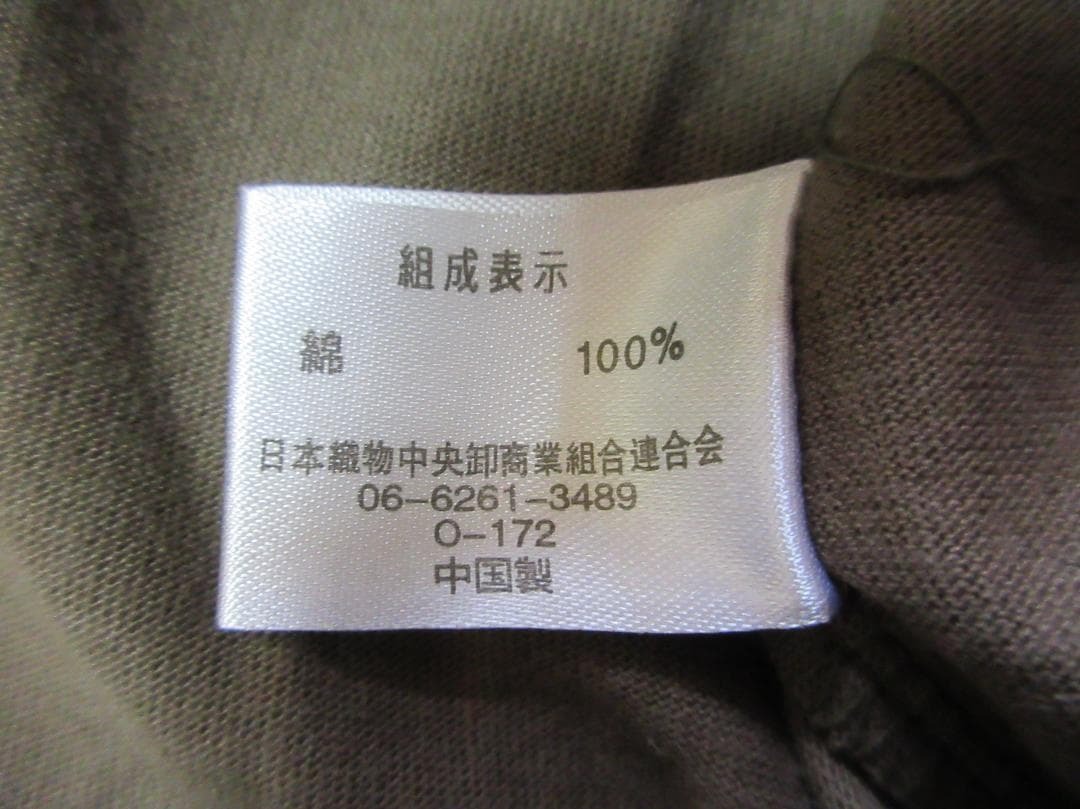 組成表示
綿 100%
日本織物中央卸商業組合連合会
06-6261-3489
O-172
中国製